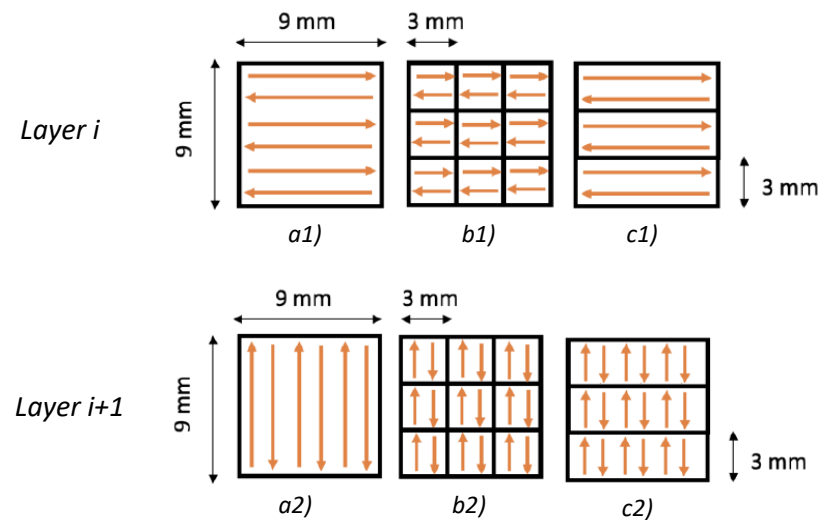 9 mm
3 mm
Layer i
9 mm
3 mm
a1)
b1)
c1)
9 mm
3 mm
Layer i+1
9 mm
3 mm
a2)
b2)
c2)